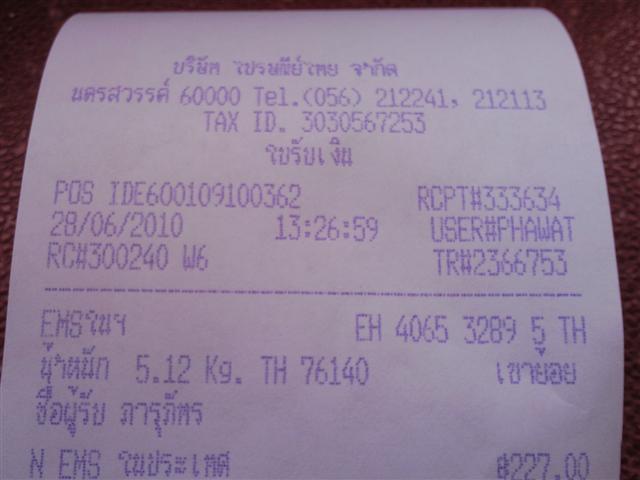 บริษัท ไปรษณีย์ไทย จำกัด
นครสวรรค์ 60000 Tel.(056) 212241, 212113
TAX ID. 3030567253
ใบรับเงิน
POS IDE600109100362 RCPT#333634
28/06/2010 13:26:59 USER#PHAWAT
RC#300240 W6 TR#2366753
EMSในฯ EH 4065 3289 5 TH
น้ำหนัก 5.12 Kg. TH 76140 เขาย้อย
ชื่อผู้รับ ภารุภัทร
N EMS ในประเทศ ฿227.00